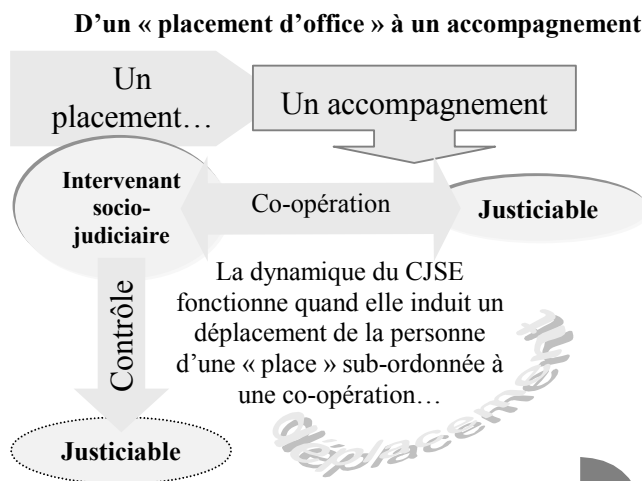 D'un « placement d'office » à un accompagnement
Un
placement…
Un accompagnement
Intervenant
socio-
judiciaire
Co-opération
Justiciable
Contrôle
La dynamique du CJSE
fonctionne quand elle induit un
déplacement de la personne
d'une « place » sub-ordonnée à
une co-opération…
déplacement
Justiciable